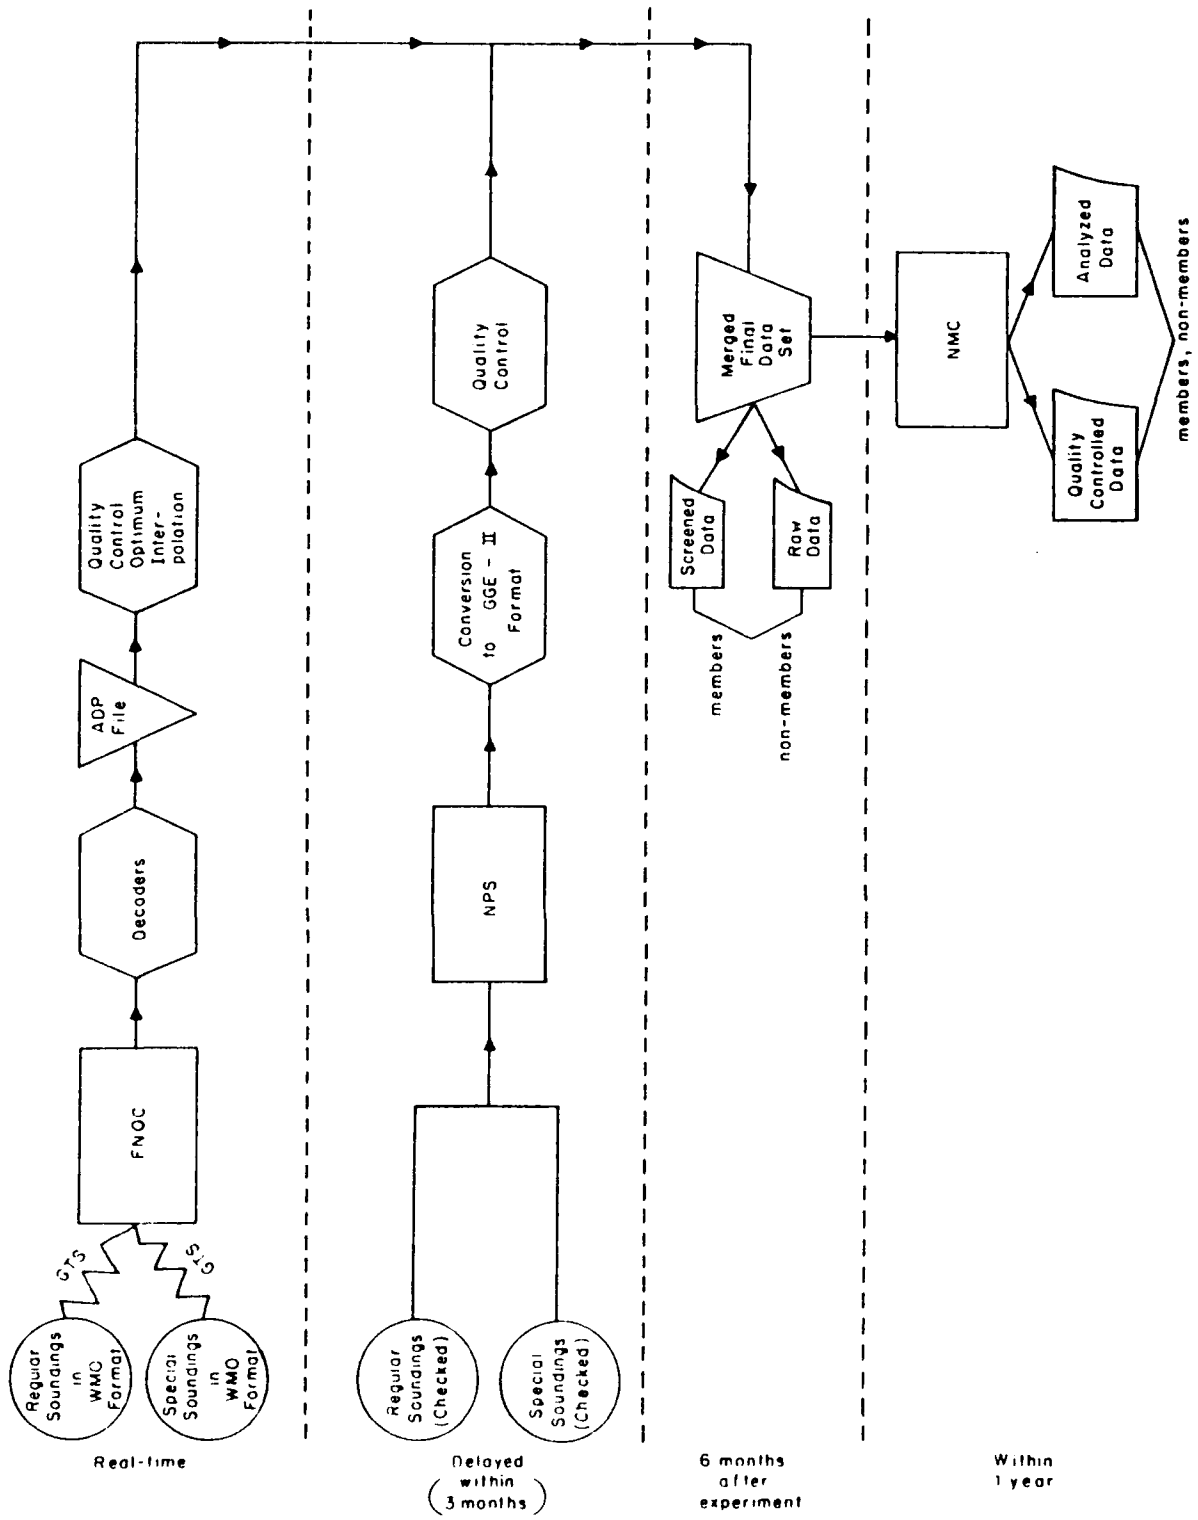 Real-time
Regular
Soundings
in WMO
Format
Special
Soundings
in
WMO
Format
GTS
GTS
FNOC
Decoders
ADP
File
Quality
Control
Optimum
Inter-
polation
Delayed
within
3 months
Regular
Soundings
(Checked)
Special
Soundings
(Checked)
NPS
Conversion
to GGE - II
Format
Quality
Control
6 months
after
experiment
Merged
Final
Data
Set
Screened
Data
Raw
Data
members
non-members
Within
1 year
NMC
Quality
Controlled
Data
Analyzed
Data
members, non-members